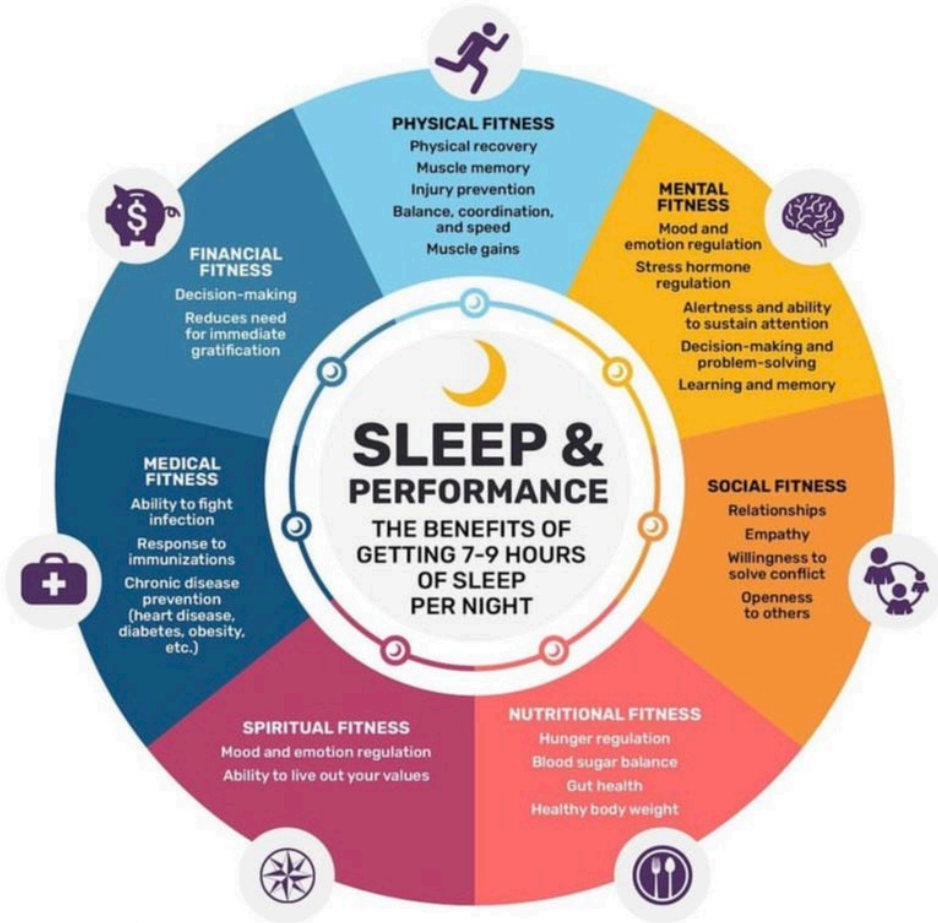 SLEEP &
PERFORMANCE
THE BENEFITS OF
GETTING 7-9 HOURS
OF SLEEP
PER NIGHT
PHYSICAL FITNESS
Physical recovery
Muscle memory
Injury prevention
Balance, coordination,
and speed
Muscle gains
MENTAL
FITNESS
Mood and
emotion regulation
Stress hormone
regulation
Alertness and ability
to sustain attention
Decision-making and
problem-solving
Learning and memory
SOCIAL FITNESS
Relationships
Empathy
Willingness to
solve conflict
Openness
to others
NUTRITIONAL FITNESS
Hunger regulation
Blood sugar balance
Gut health
Healthy body weight
SPIRITUAL FITNESS
Mood and emotion regulation
Ability to live out your values
MEDICAL
FITNESS
Ability to fight
infection
Response to
immunizations
Chronic disease
prevention
(heart disease,
diabetes, obesity,
etc.)
FINANCIAL
FITNESS
Decision-making
Reduces need
for immediate
gratification
$